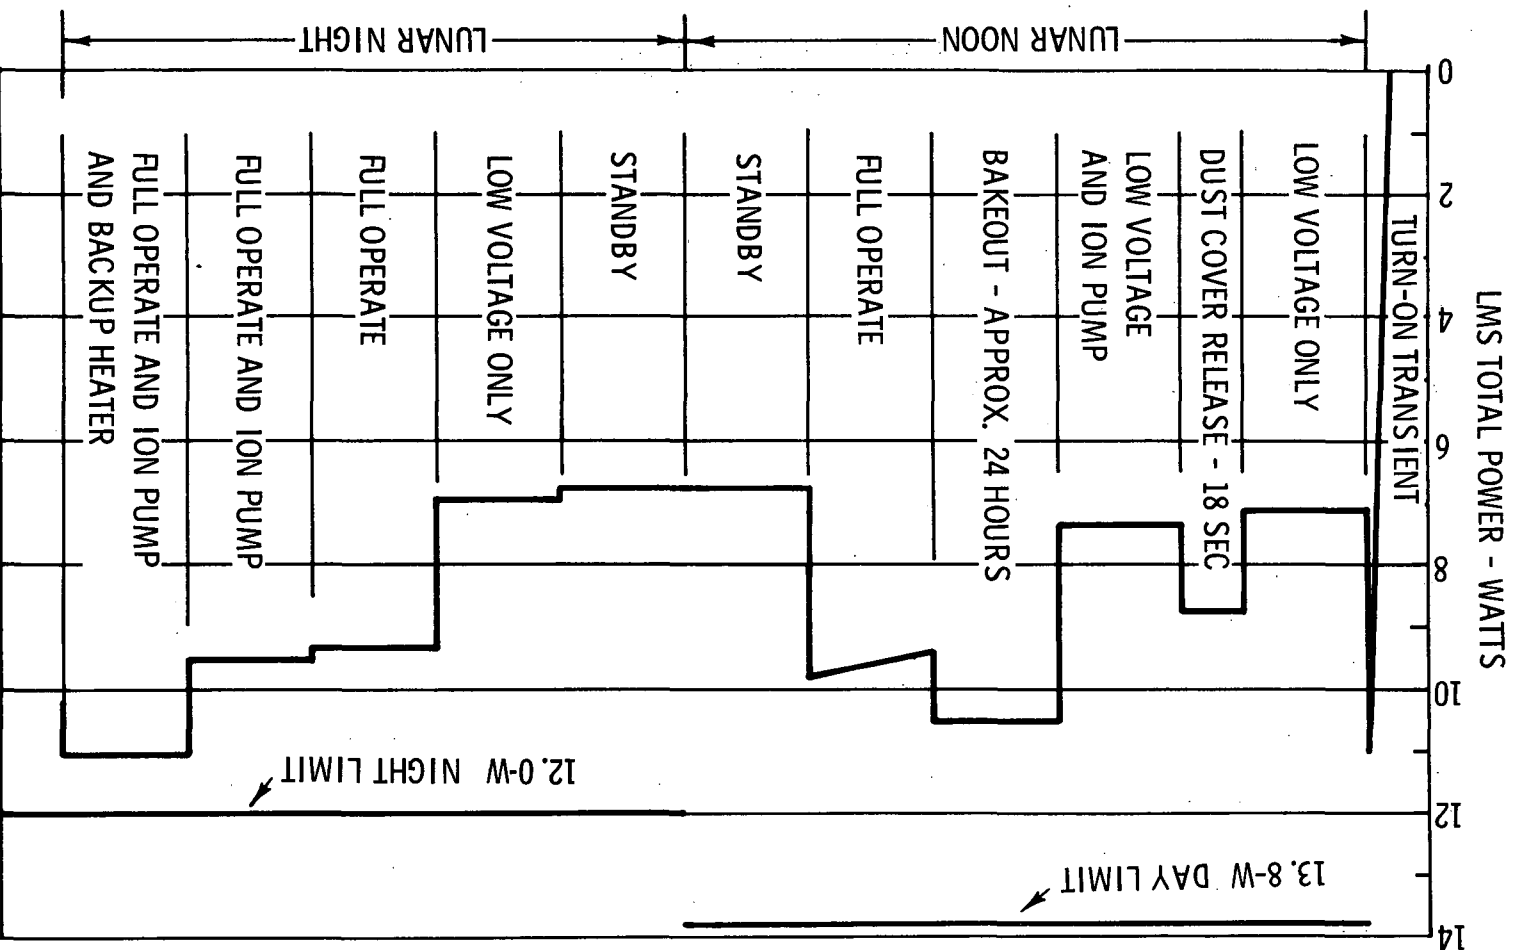 14
12
10
8
6
4
2
0
LMS TOTAL POWER - WATTS
13.8-W DAY LIMIT
12.0-W NIGHT LIMIT
TURN-ON TRANSIENT
LOW VOLTAGE ONLY
DUST COVER RELEASE - 18 SEC
LOW VOLTAGE
AND ION PUMP
BAKEOUT - APPROX. 24 HOURS
FULL OPERATE
STANDBY
STANDBY
LOW VOLTAGE ONLY
FULL OPERATE
FULL OPERATE AND ION PUMP
FULL OPERATE AND ION PUMP
AND BACKUP HEATER
LUNAR NOON
LUNAR NIGHT